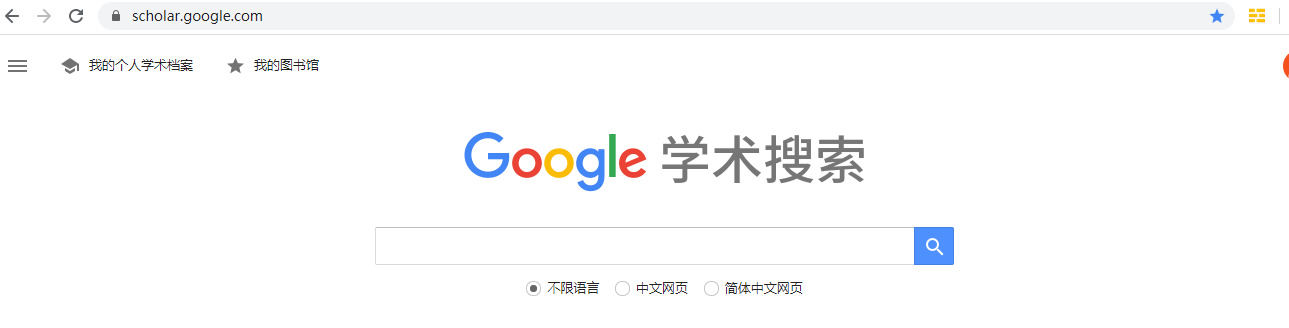 scholar.google.com
我的个人学术档案 我的图书馆
Google 学术搜索
不限语言 中文网页 简体中文网页